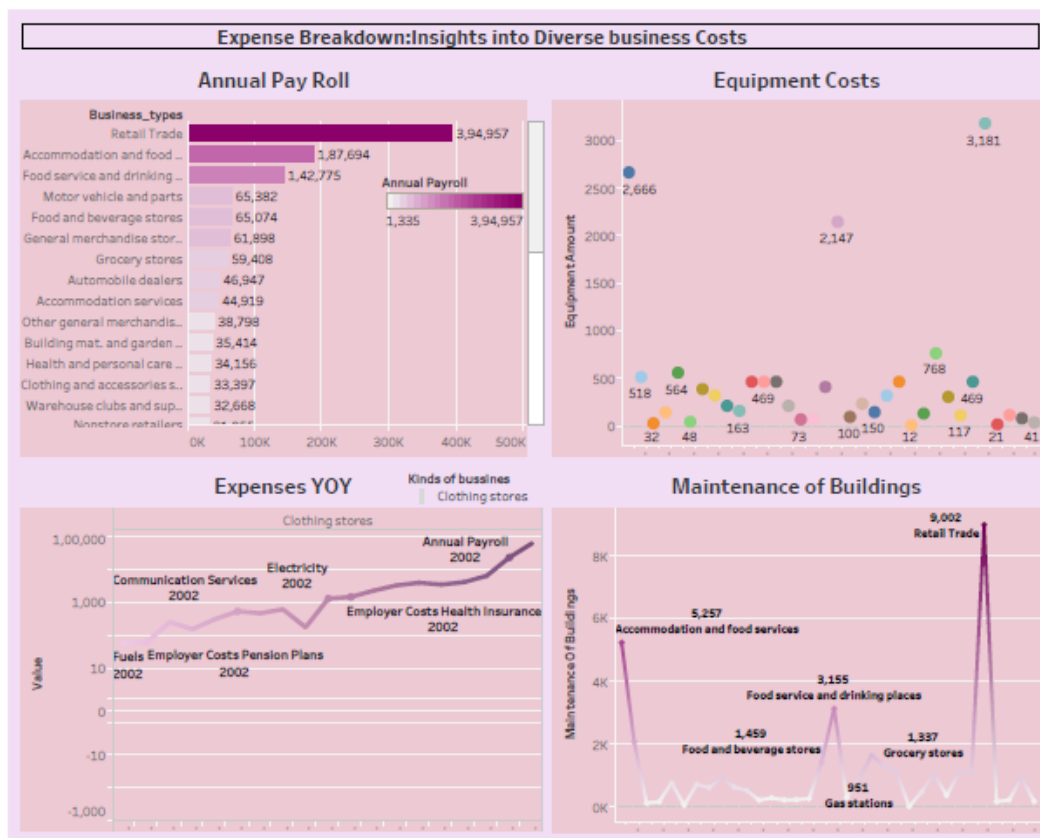 Expense Breakdown:Insights into Diverse business Costs
Annual Pay Roll
Business_types
Retail Trade
3,94,957
Accommodation and food ..
1,87,694
Food service and drinking ..
1,42,775
Motor vehicle and parts
65,382
Food and beverage stores
65,074
General merchandise stor...
61,898
Grocery stores
59,408
Automobile dealers
46,947
Accommodation services
44,919
Other general merchandis...
38,798
Building mat. and garden ..
35,414
Health and personal care ..
34,156
Clothing and accessories s...
33,397
Warehouse clubs and sup...
32,668
Nonstore retailers
0K
100K
200K
300K
400K
500K
Annual Payroll
1,335
3,94,957
Equipment Costs
Equipment Amount
3000
2500
2000
1500
1000
500
0
2,666
518
32
564
48
163
469
73
2,147
100
150
12
768
117
469
3,181
21
41
Expenses YOY
Kinds of bussines
Clothing stores
Clothing stores
Value
1,00,000
1,000
10
0
-10
-1,000
Annual Payroll
2002
Electricity
2002
Communication Services
2002
Employer Costs Health Insurance
2002
Fuels
2002
Employer Costs Pension Plans
2002
Maintenance of Buildings
Maintenance Of Buildings
8K
6K
4K
2K
0K
9,002
Retail Trade
5,257
Accommodation and food services
3,155
Food service and drinking places
1,459
Food and beverage stores
1,337
Grocery stores
951
Gas stations